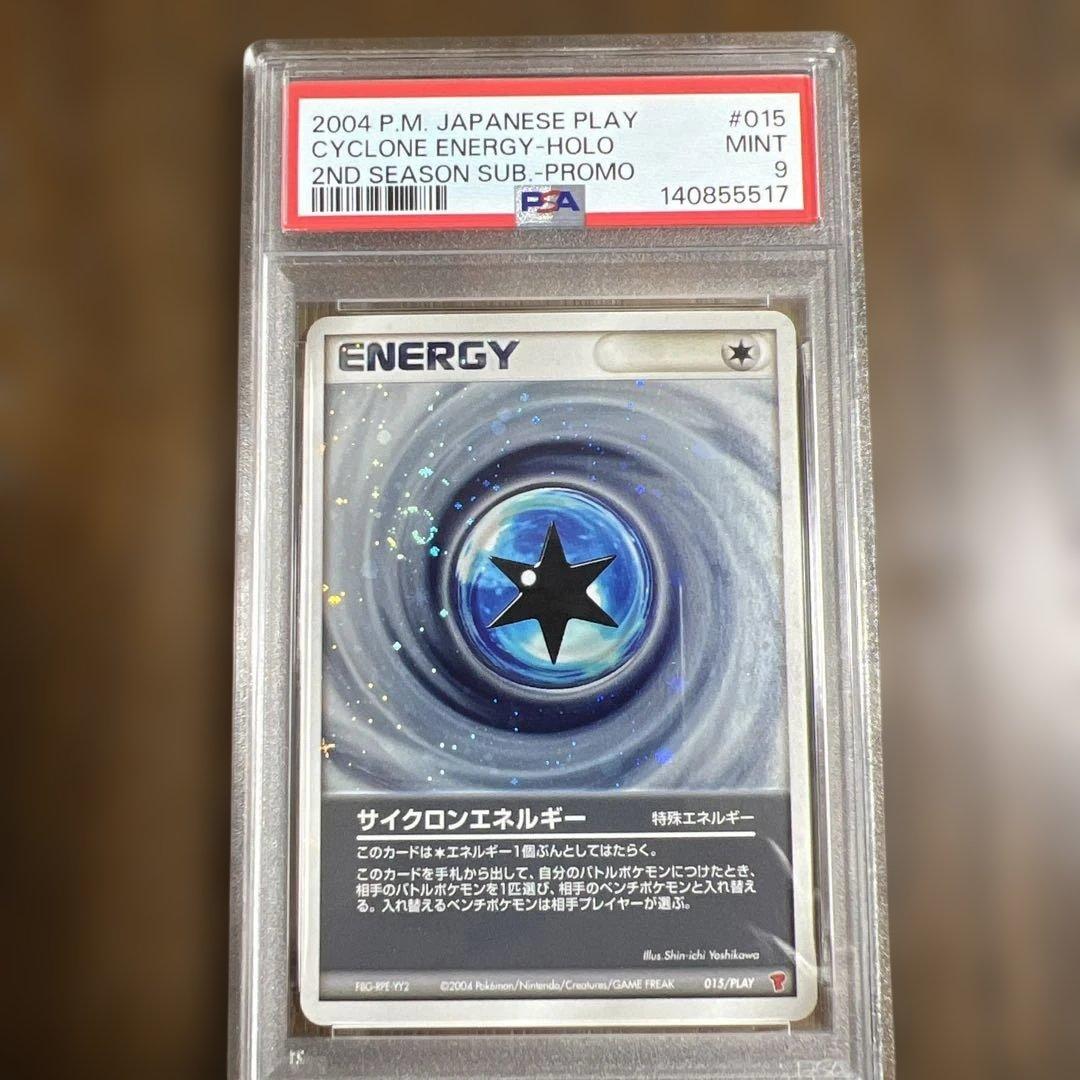 2004 P.M. JAPANESE PLAY #015
CYCLONE ENERGY-HOLO MINT
2ND SEASON SUB.-PROMO 9
PSA 140855517
ENERGY
サイクロンエネルギー 特殊エネルギー
このカードは✶エネルギー1個ぶんとしてはたらく。
このカードを手札から出して、自分のバトルポケモンにつけたとき、
相手のバトルポケモンを1匹選び、相手のベンチポケモンと入れ替え
る。入れ替えるベンチポケモンは相手プレイヤーが選ぶ。
Illus. Shin-ichi Yoshikawa
FBG-RPE-YY2 ©2004 Pokémon/Nintendo/Creatures/GAME FREAK 015/PLAY